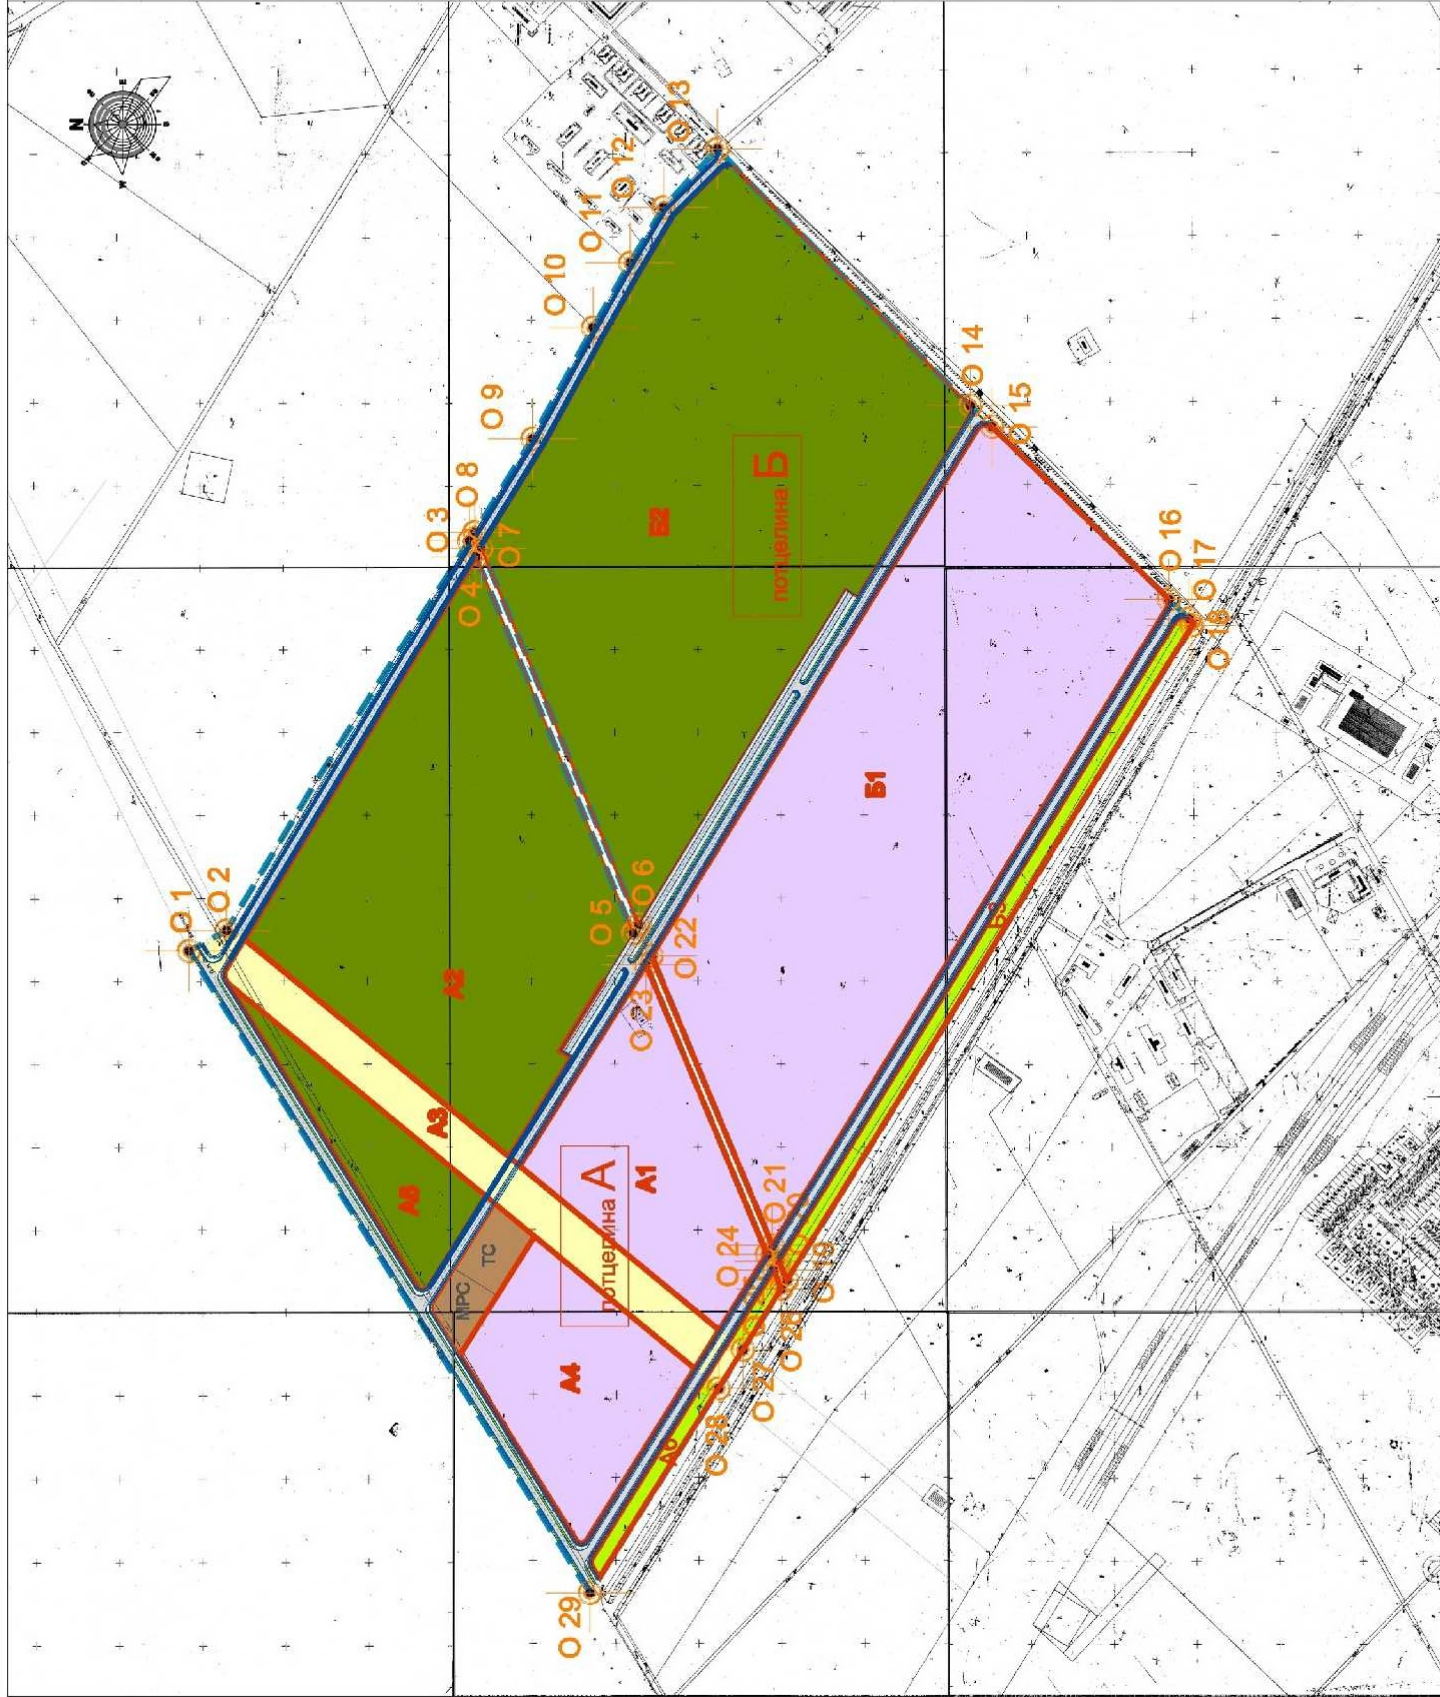 N
E
W
О 1
О 2
О 3
О 4
О 5
О 6
О 7
О 8
О 9
О 10
О 11
О 12
О 13
О 14
О 15
О 16
О 17
О 18
О 19
О 21
О 22
О 23
О 24
О 26
О 27
О 28
О 29
А1
А2
А3
А4
А5
А6
Б1
Б2
Б3
МРС
ТС
потцелина А
потцелина Б